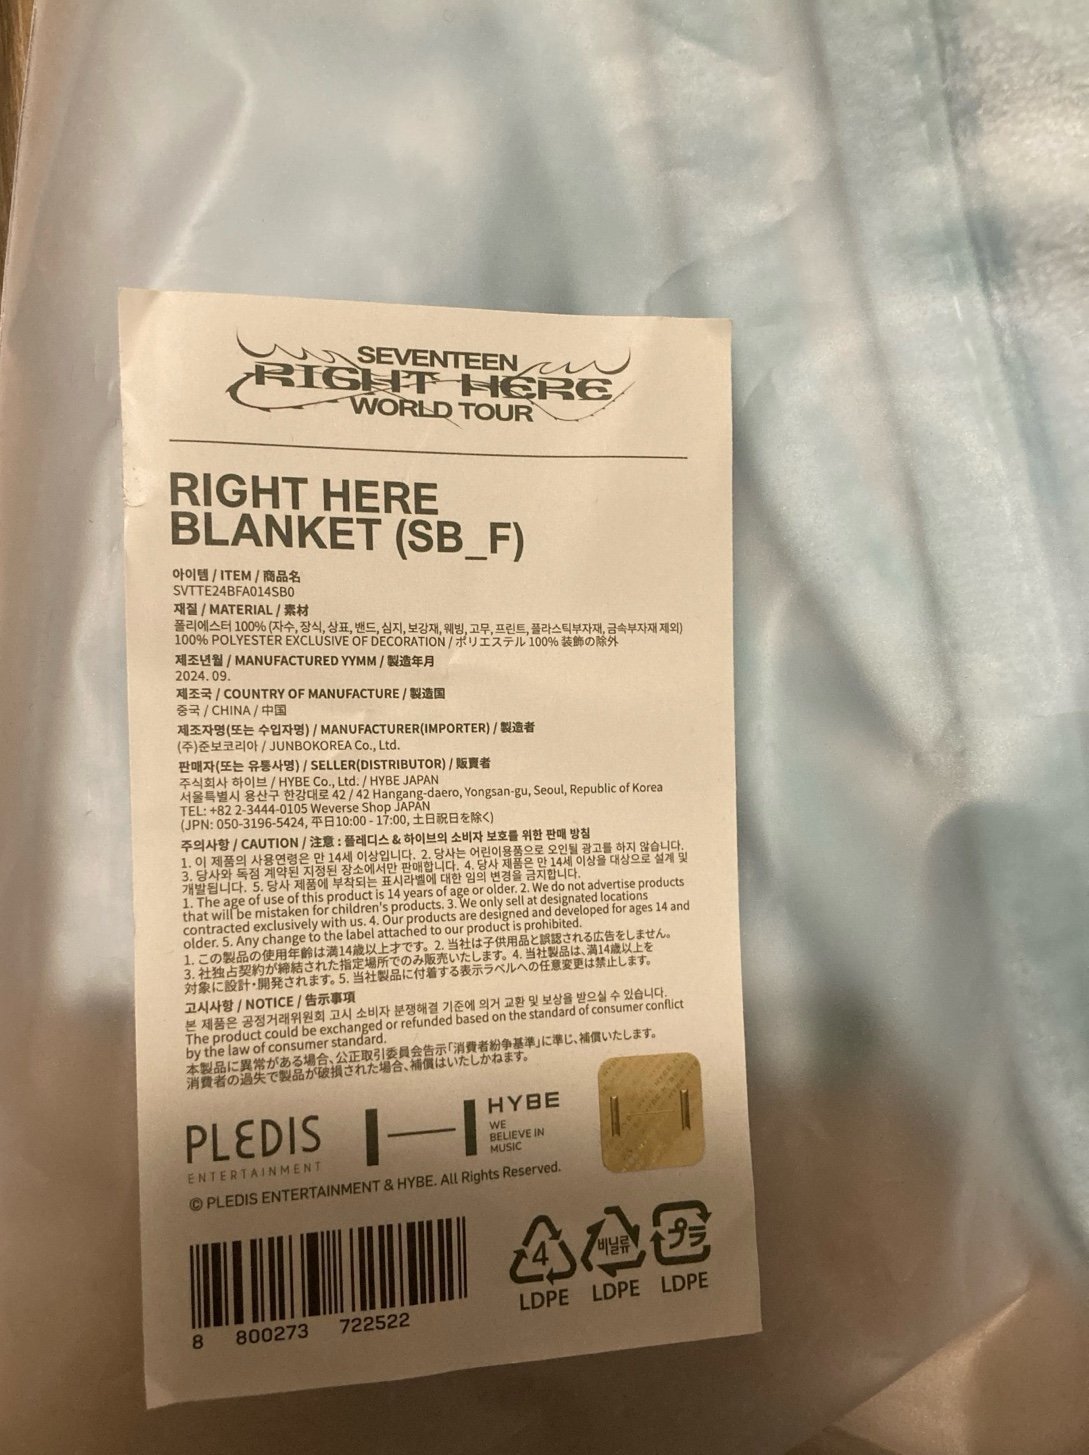 SEVENTEEN
RIGHT HERE
WORLD TOUR
RIGHT HERE
BLANKET (SB_F)
아이템 / ITEM / 商品名
SVTTE24BFA014SB0
재질 / MATERIAL / 素材
폴리에스터 100% (자수, 장식, 상표, 밴드, 심지, 보강재, 웨빙, 고무, 프린트, 플라스틱부자재, 금속부자재 제외)
100% POLYESTER EXCLUSIVE OF DECORATION / ポリエステル 100% 装飾の除外
제조년월 / MANUFACTURED YYMM / 製造年月
2024. 09.
제조국 / COUNTRY OF MANUFACTURE / 製造国
중국 / CHINA / 中国
제조자명(또는 수입자명) / MANUFACTURER(IMPORTER) / 製造者
(주)준보코리아 / JUNBOKOREA Co., Ltd.
판매자(또는 유통사명) / SELLER(DISTRIBUTOR) / 販賣者
주식회사 하이브 / HYBE Co., Ltd. / HYBE JAPAN
서울특별시 용산구 한강대로 42 / 42 Hangang-daero, Yongsan-gu, Seoul, Republic of Korea
TEL: +82 2-3444-0105 Weverse Shop JAPAN
(JPN: 050-3196-5424, 平日10:00 - 17:00, 土日祝日を除く)
주의사항 / CAUTION / 注意 : 플레디스 & 하이브의 소비자 보호를 위한 판매 방침
1. 이 제품의 사용연령은 만 14세 이상입니다. 2. 당사는 어린이용품으로 오인될 광고를 하지 않습니다.
3. 당사와 독점 계약된 지정된 장소에서만 판매합니다. 4. 당사 제품은 만 14세 이상을 대상으로 설계 및
개발됩니다. 5. 당사 제품에 부착되는 표시라벨에 대한 임의 변경을 금지합니다.
1. The age of use of this product is 14 years of age or older. 2. We do not advertise products
that will be mistaken for children's products. 3. We only sell at designated locations
contracted exclusively with us. 4. Our products are designed and developed for ages 14 and
older. 5. Any change to the label attached to our product is prohibited.
1. この製品の使用年齢は満14歳以上才です。2. 当社は子供用品と誤認される広告をしません。
3. 社独占契約が締結された指定場所でのみ販売いたします。4. 当社製品は、満14歳以上を
対象に設計・開発されます。5. 当社製品に付着する表示ラベルへの任意変更は禁止します。
고시사항 / NOTICE / 告示事項
본 제품은 공정거래위원회 고시 소비자 분쟁해결 기준에 의거 교환 및 보상을 받으실 수 있습니다.
The product could be exchanged or refunded based on the standard of consumer conflict
by the law of consumer standard.
本製品に異常がある場合、公正取引委員会告示「消費者紛争基準」に準じ、補償いたします。
消費者の過失で製品が破損された場合、補償はいたしかねます。
PLEDIS
ENTERTAINMENT
HYBE
WE
BELIEVE IN
MUSIC
© PLEDIS ENTERTAINMENT & HYBE. All Rights Reserved.
8 800273 722522
4
LDPE
비닐류
LDPE
プラ
LDPE